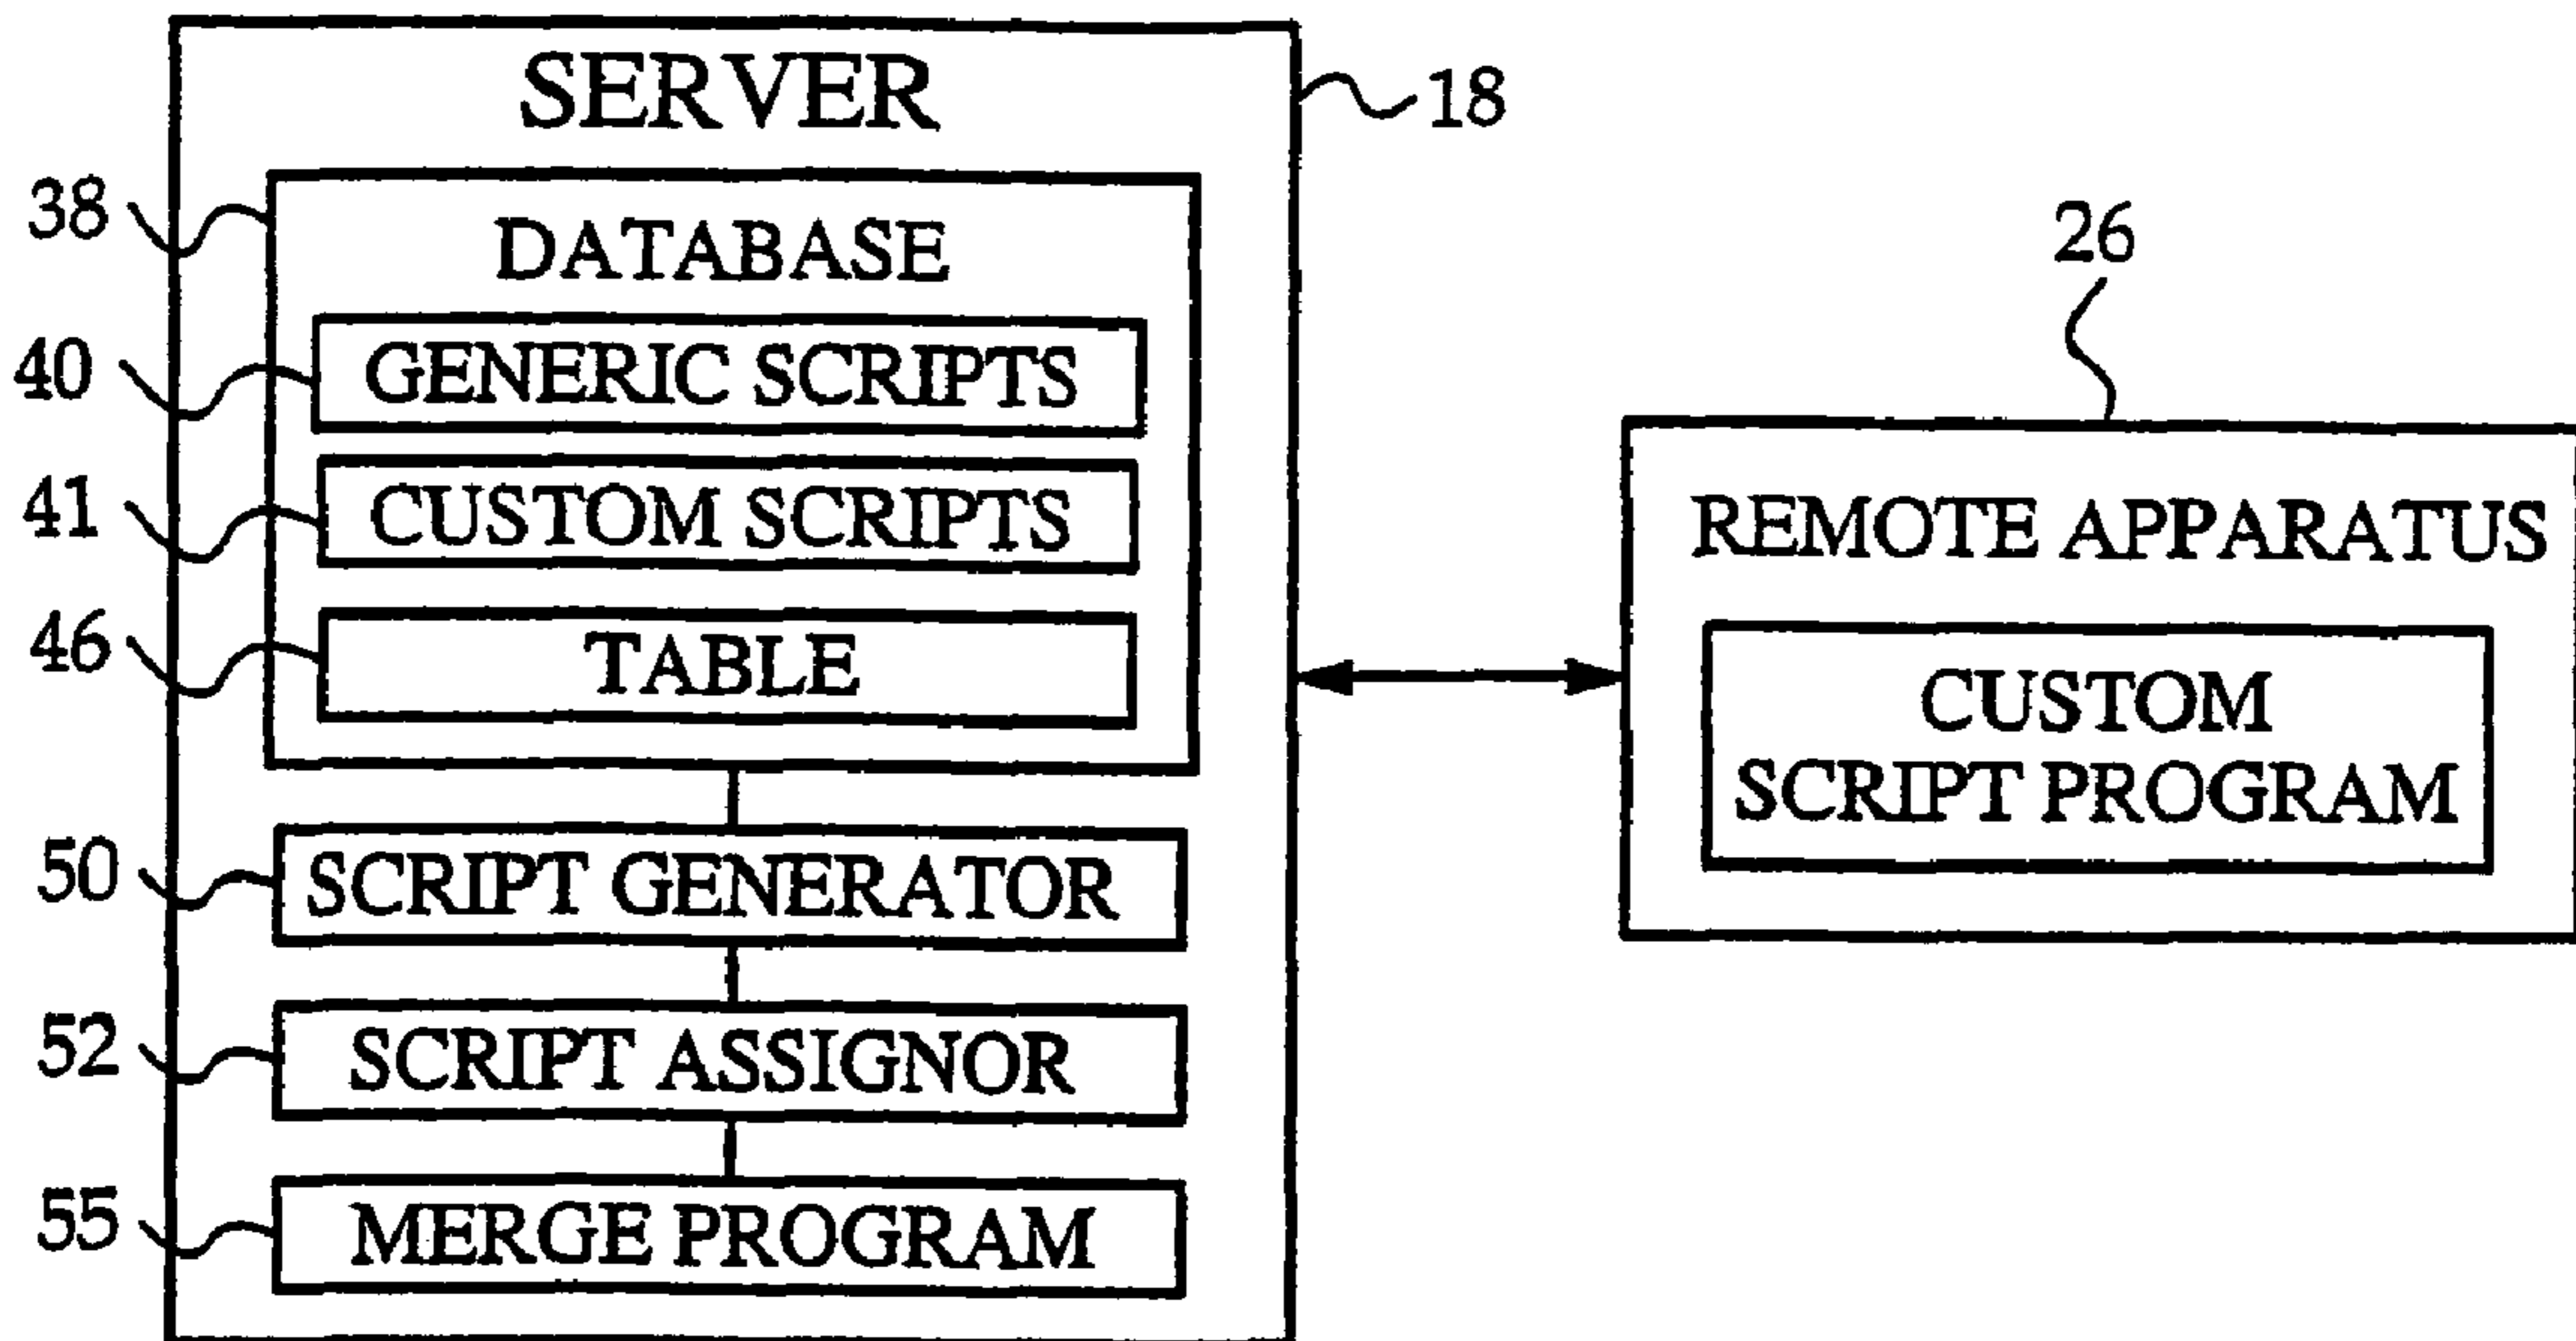 SERVER
18
38
DATABASE
40
GENERIC SCRIPTS
41
CUSTOM SCRIPTS
46
TABLE
50
SCRIPT GENERATOR
52
SCRIPT ASSIGNOR
55
MERGE PROGRAM
26
REMOTE APPARATUS
CUSTOM
SCRIPT PROGRAM